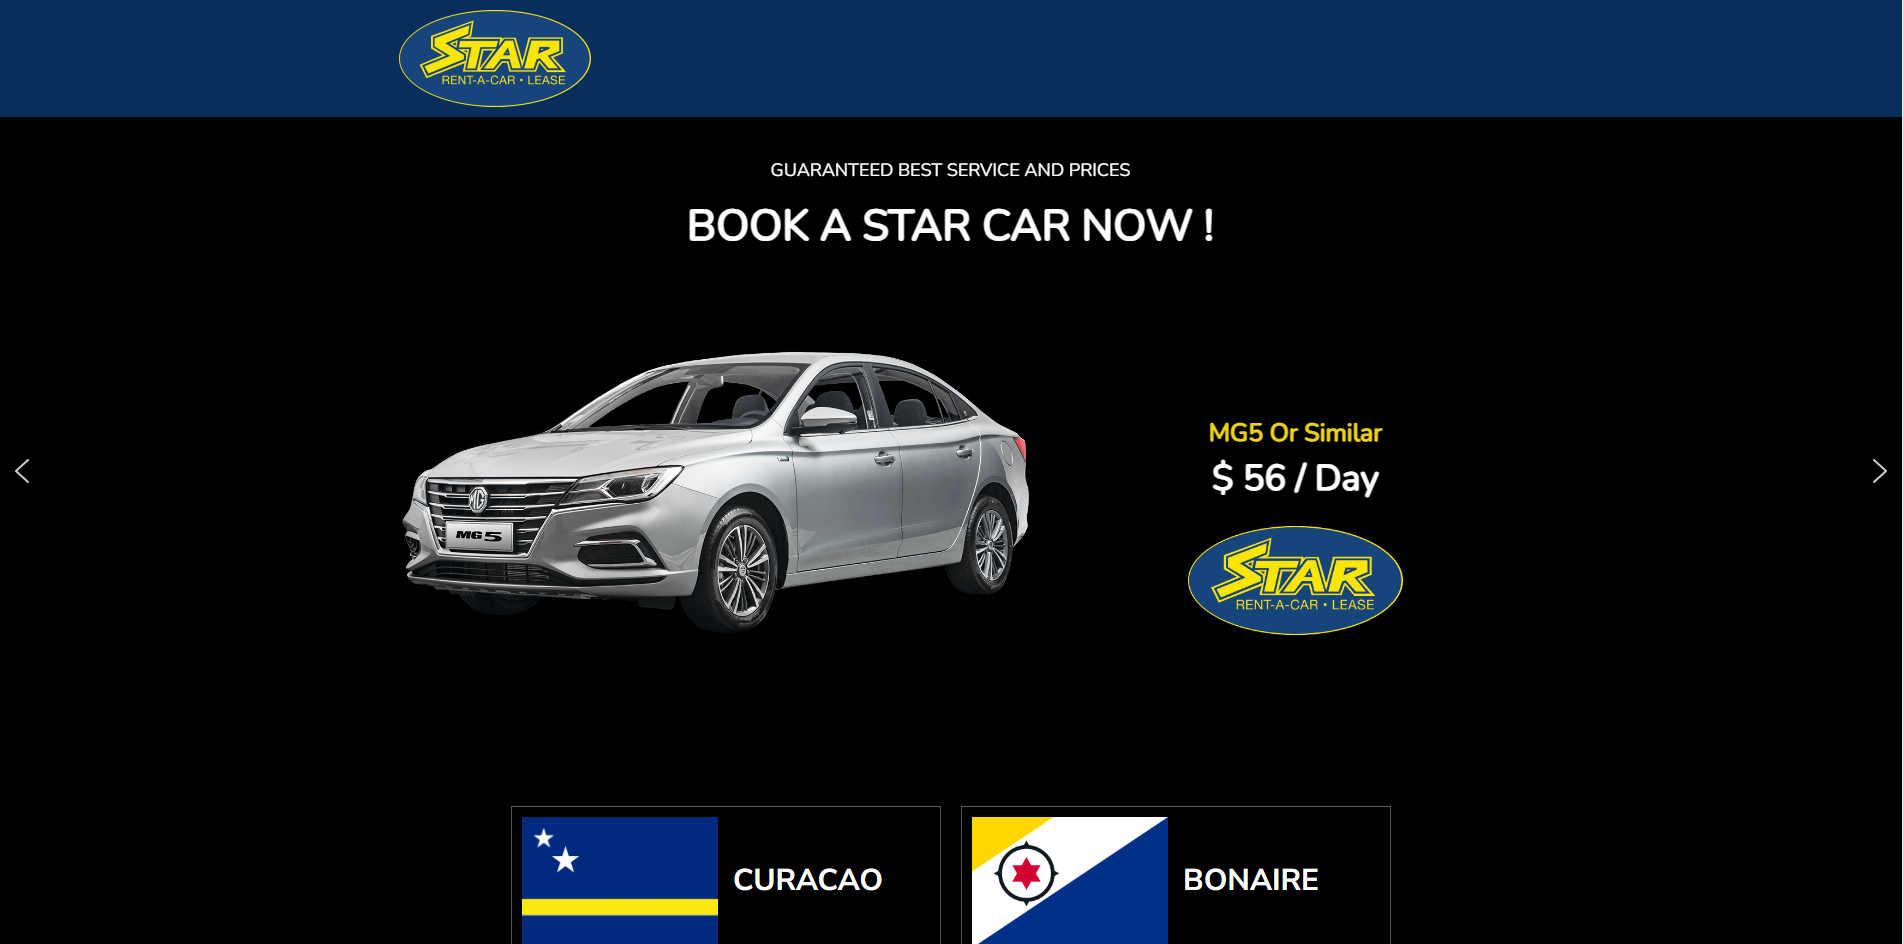 STAR
RENT-A-CAR • LEASE
GUARANTEED BEST SERVICE AND PRICES
BOOK A STAR CAR NOW !
MG
MG5
MG5 Or Similar
$ 56 / Day
STAR
RENT-A-CAR • LEASE
CURACAO
BONAIRE